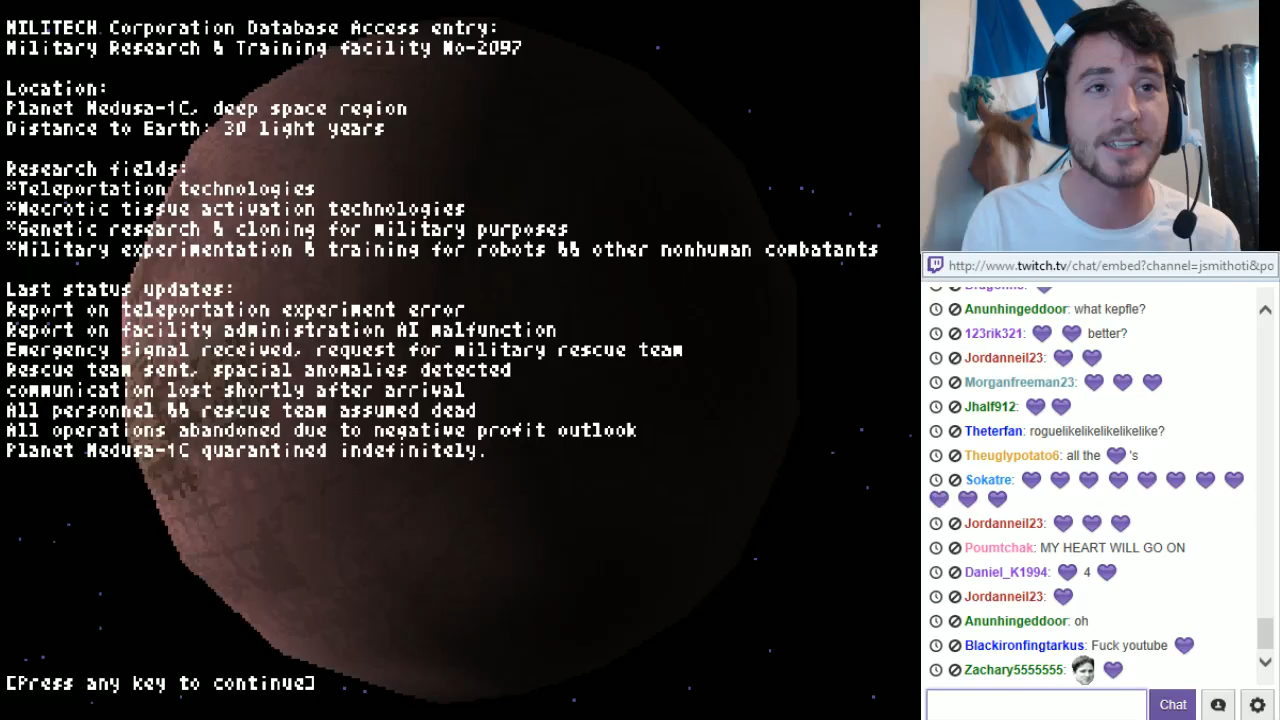 MILITECH Corporation Database Access entry:
Military Research & Training facility No-2097
Location:
Planet Medusa-1C, deep space region
Distance to Earth: 30 light years
Research fields:
*Teleportation technologies
*Necrotic tissue activation technologies
*Genetic research & cloning for military purposes
*Military experimentation & training for robots && other nonhuman combatants
Last status updates:
Report on teleportation experiment error
Report on facility administration AI malfunction
Emergency signal received, request for military rescue team
Rescue team sent, spacial anomalies detected
communication lost shortly after arrival
All personnel && rescue team assumed dead
All operations abandoned due to negative profit outlook
Planet Medusa-1C quarantined indefinitely.
[Press any key to continue]
http://www.twitch.tv/chat/embed?channel=jsmithoti&po
Anunhingeddoor: what kepfle?
123rik321: better?
Jordanneil23:
Morganfreeman23:
Jhalf912:
Theterfan: roguelikelikelikelikelike?
Theuglypotato6: all the 's
Sokatre:
Jordanneil23:
Poumtchak: MY HEART WILL GO ON
Daniel_K1994: 4
Jordanneil23:
Anunhingeddoor: oh
Blackironfingtarkus: Fuck youtube
Zachary5555555:
Chat